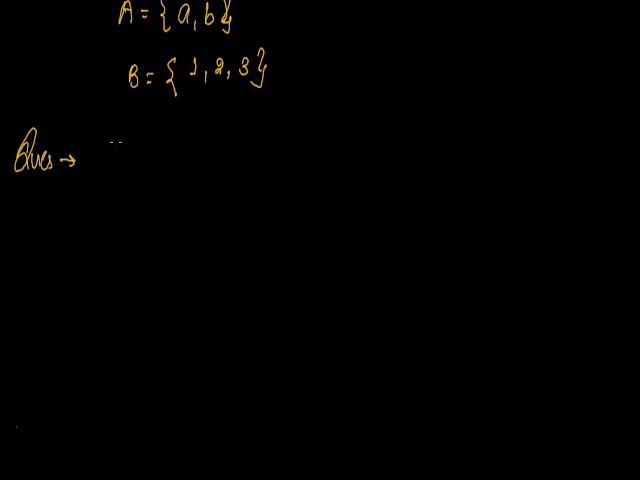 A = {a, b}
B = {1, 2, 3}
Ques →